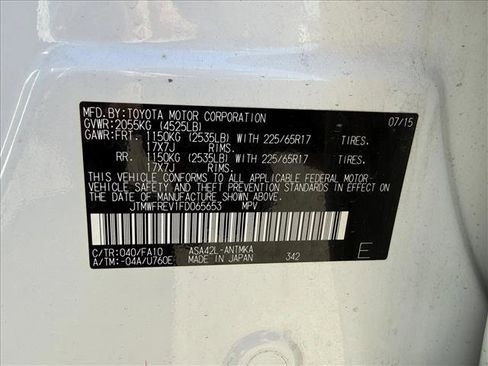 MFD.BY:TOYOTA MOTOR CORPORATION 07/15
GVWR:2055KG (4525LB)
GAWR:FRT. 1150KG (2535LB) WITH 225/65R17 TIRES.
17X7J RIMS.
RR. 1150KG (2535LB) WITH 225/65R17 TIRES.
17X7J RIMS.
THIS VEHICLE CONFORMS TO ALL APPLICABLE FEDERAL MOTOR
VEHICLE SAFETY AND THEFT PREVENTION STANDARDS IN EFFECT
ON THE DATE OF MANUFACTURE SHOWN ABOVE.
JTMWFREV1FD065653 MPV
C/TR:040/FA10 ASA42L-ANTMKA
A/TM:-04A/U760E MADE IN JAPAN 342 E